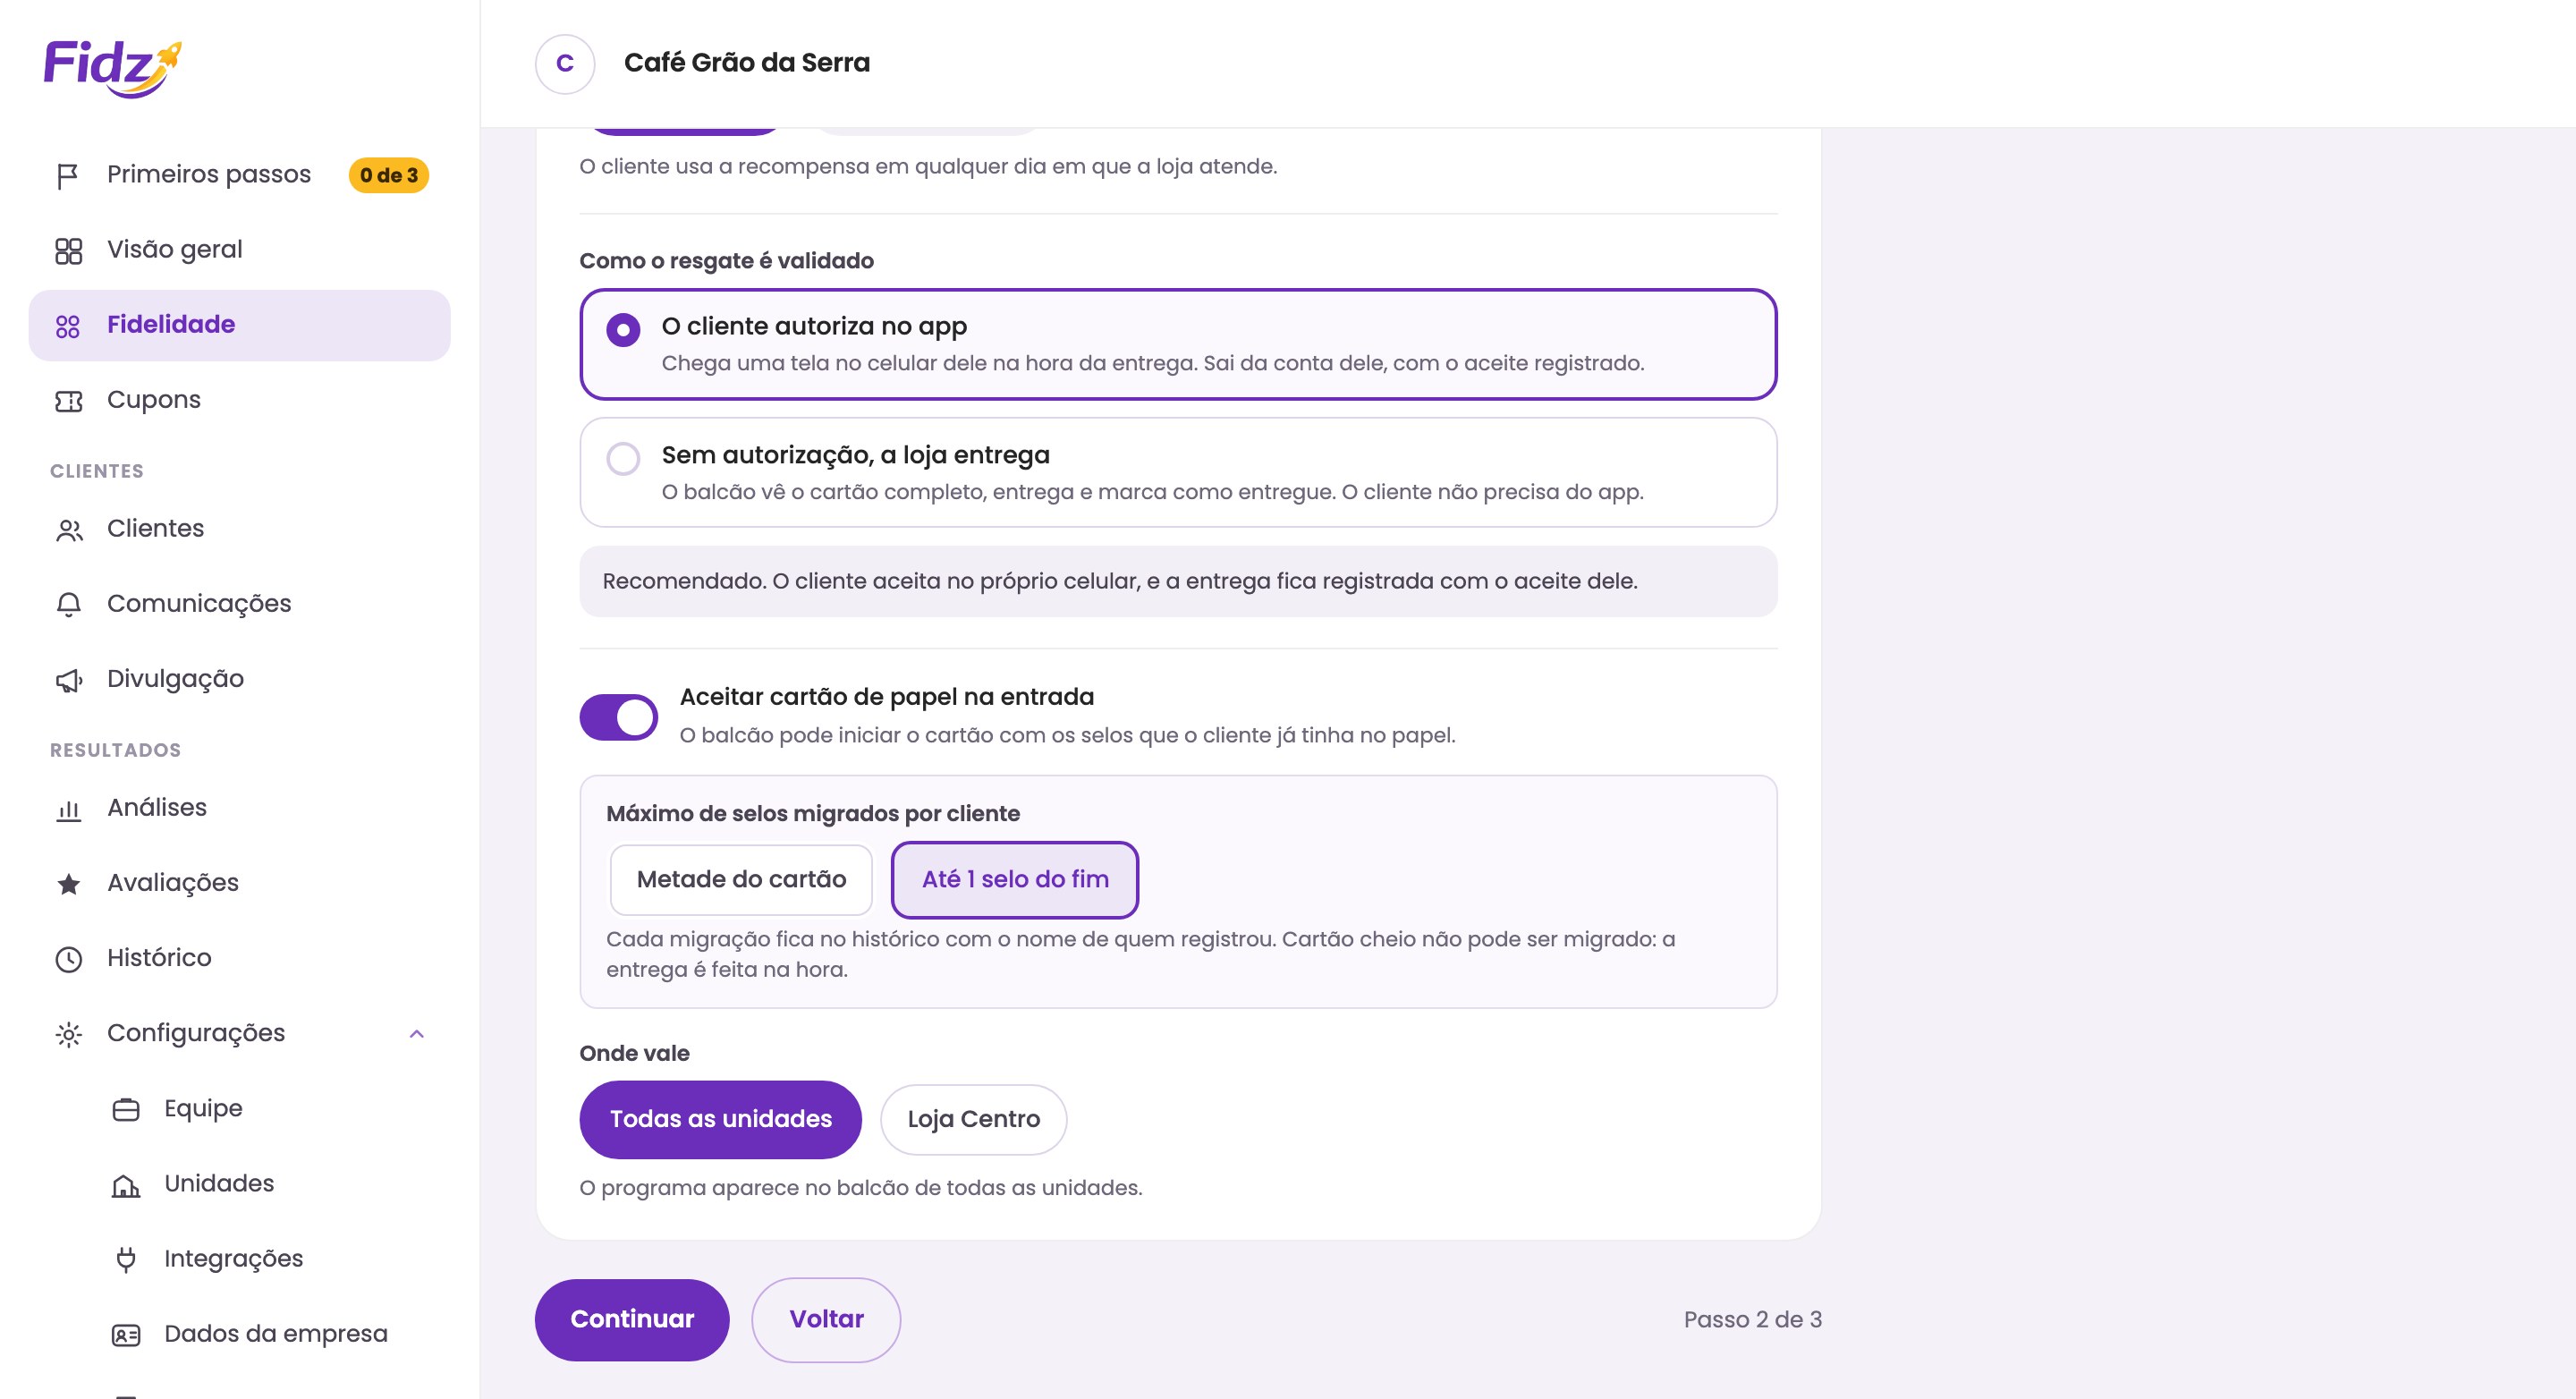 Fidz
Primeiros passos
0 de 3
Visão geral
Fidelidade
Cupons
CLIENTES
Clientes
Comunicações
Divulgação
RESULTADOS
Análises
Avaliações
Histórico
Configurações
Equipe
Unidades
Integrações
Dados da empresa
C
Café Grão da Serra
O cliente usa a recompensa em qualquer dia em que a loja atende.
Como o resgate é validado
O cliente autoriza no app
Chega uma tela no celular dele na hora da entrega. Sai da conta dele, com o aceite registrado.
Sem autorização, a loja entrega
O balcão vê o cartão completo, entrega e marca como entregue. O cliente não precisa do app.
Recomendado. O cliente aceita no próprio celular, e a entrega fica registrada com o aceite dele.
Aceitar cartão de papel na entrada
O balcão pode iniciar o cartão com os selos que o cliente já tinha no papel.
Máximo de selos migrados por cliente
Metade do cartão
Até 1 selo do fim
Cada migração fica no histórico com o nome de quem registrou. Cartão cheio não pode ser migrado: a
entrega é feita na hora.
Onde vale
Todas as unidades
Loja Centro
O programa aparece no balcão de todas as unidades.
Continuar
Voltar
Passo 2 de 3